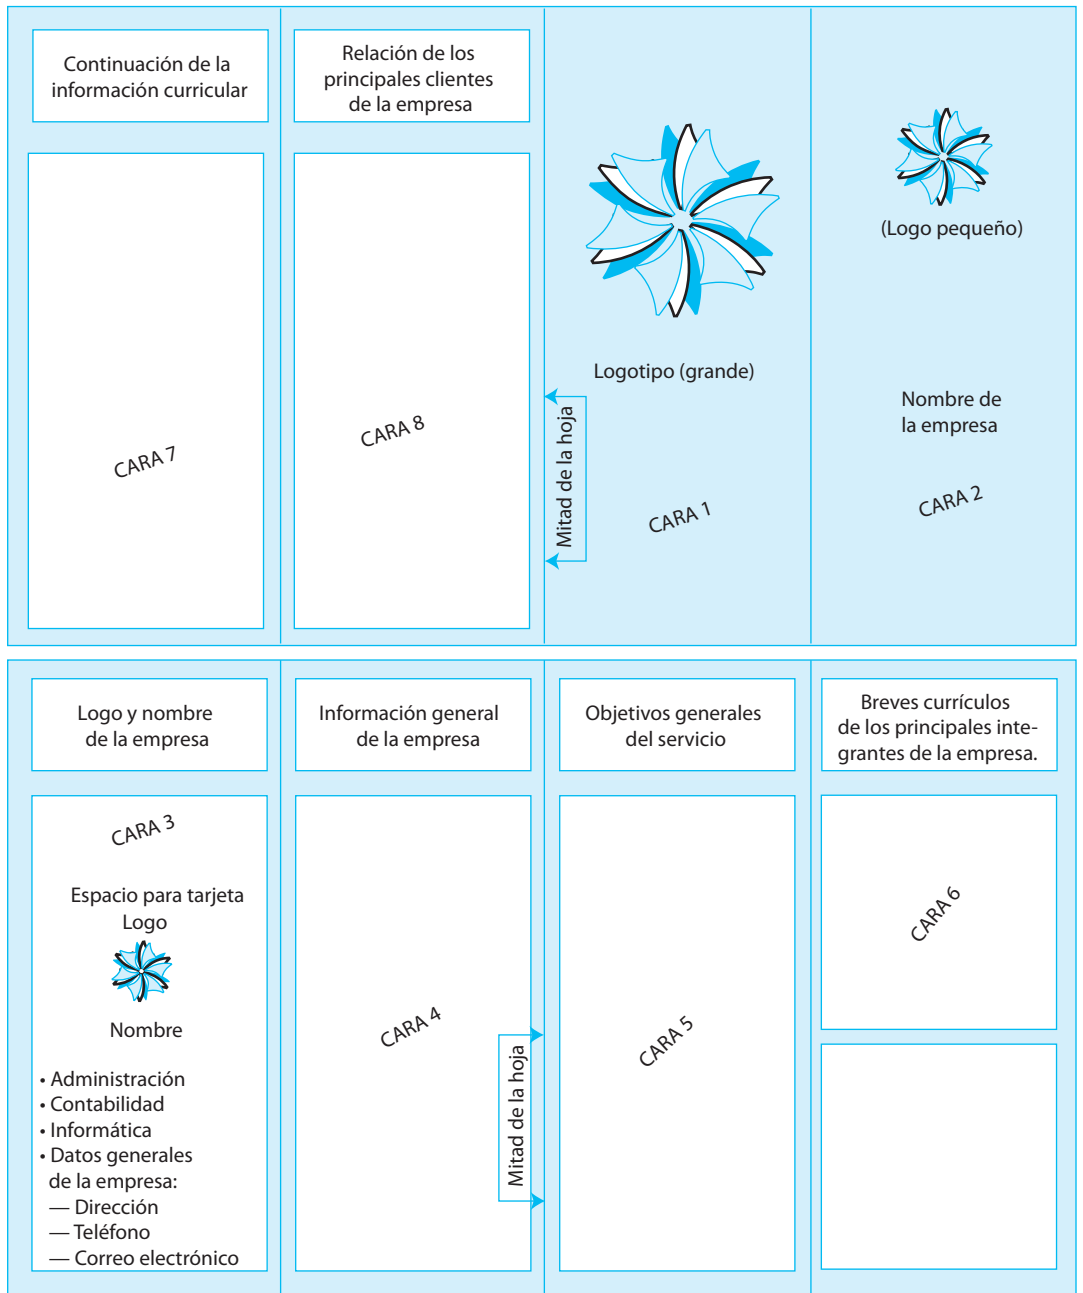 Continuación de la
información curricular
CARA 7
Relación de los
principales clientes
de la empresa
CARA 8
Logotipo (grande)
Mitad de la hoja
CARA 1
(Logo pequeño)
Nombre de
la empresa
CARA 2
Logo y nombre
de la empresa
CARA 3
Espacio para tarjeta
Logo
Nombre
• Administración
• Contabilidad
• Informática
• Datos generales
de la empresa:
— Dirección
— Teléfono
— Correo electrónico
Información general
de la empresa
CARA 4
Mitad de la hoja
Objetivos generales
del servicio
CARA 5
Breves currículos
de los principales inte-
grantes de la empresa.
CARA 6